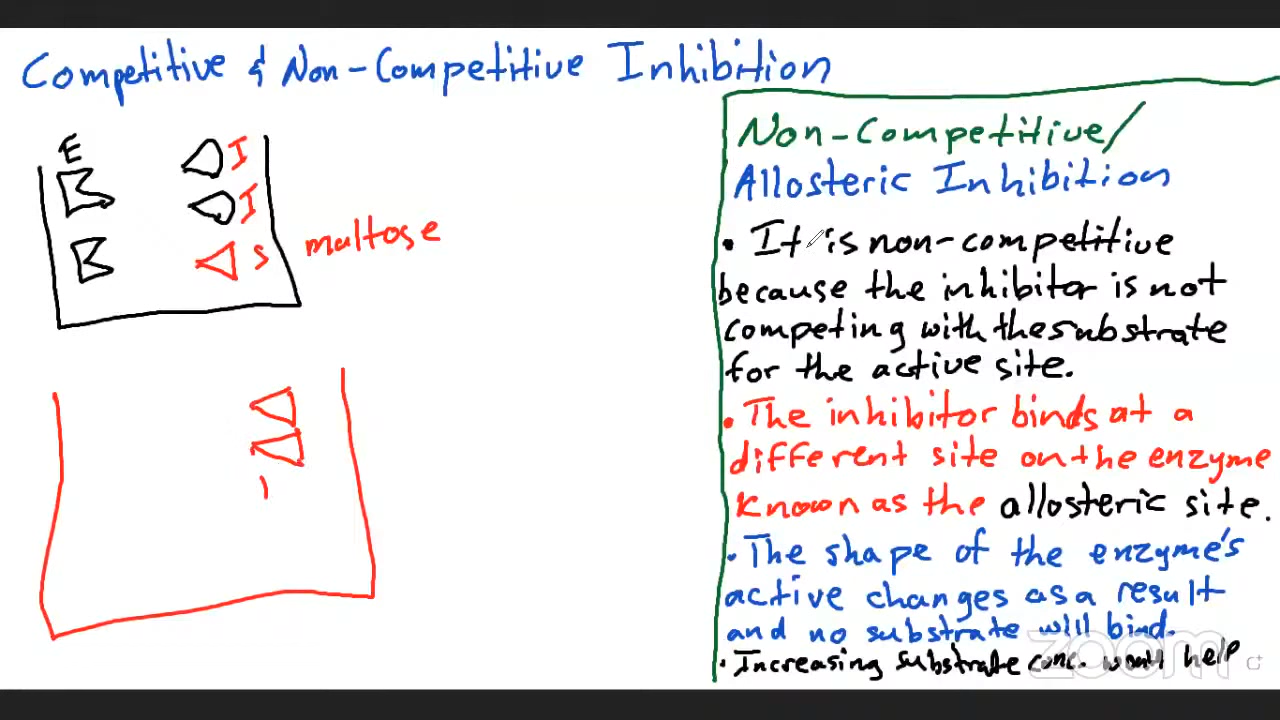 Competitive & Non-Competitive Inhibition
E
I
I
S
maltose
Non-Competitive/
Allosteric Inhibition
• It is non-competitive
because the inhibitor is not
competing with the substrate
for the active site.
• The inhibitor binds at a
different site on the enzyme
known as the allosteric site.
• The shape of the enzyme's
active changes as a result
and no substrate will bind.
• Increasing substrate conc. won't help
zoom